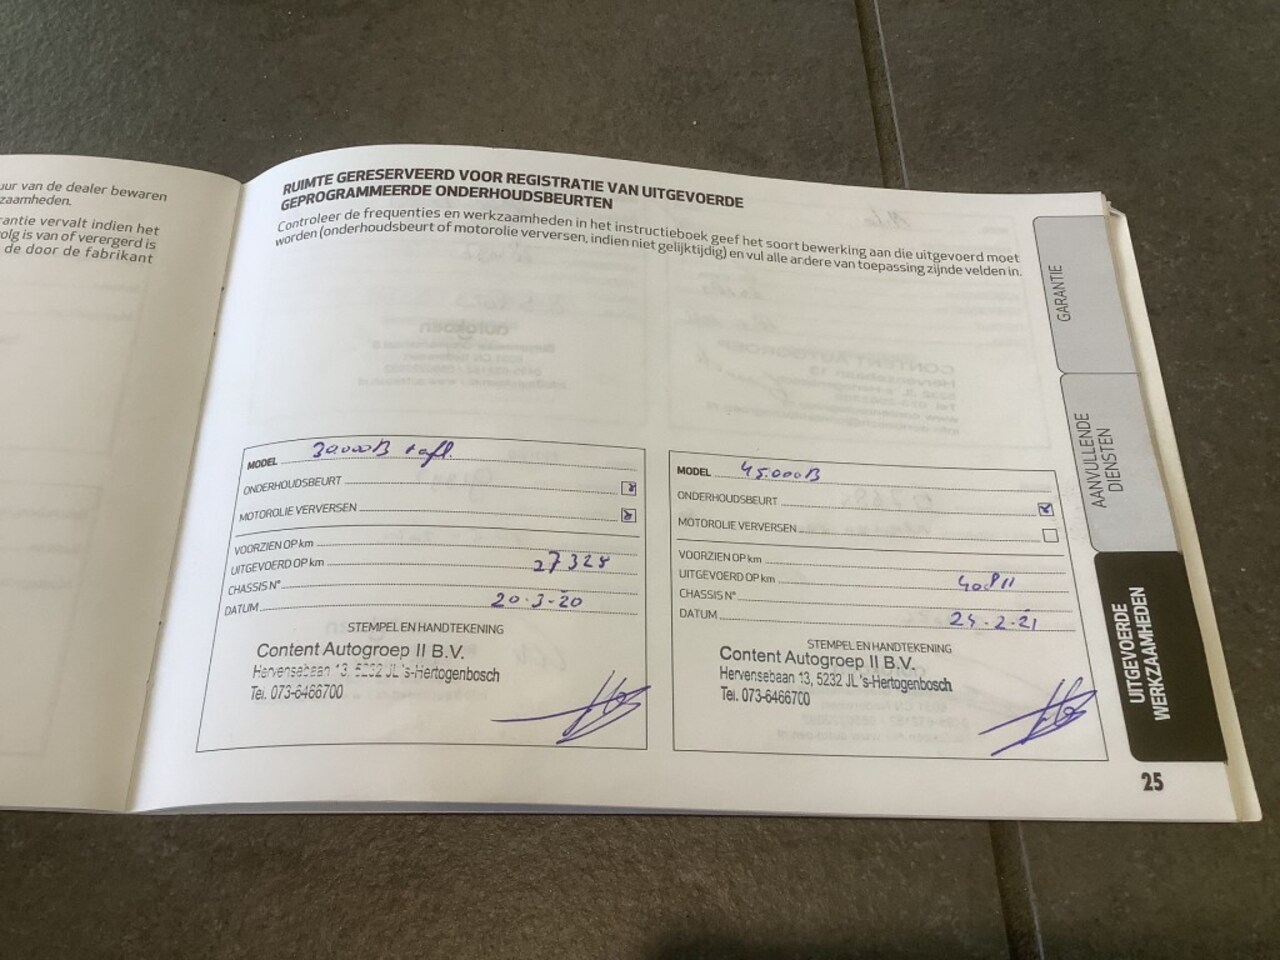 uur van de dealer bewaren
zaamheden.
rantie vervalt indien het
olg is van of verergerd is
de door de fabrikant
RUIMTE GERESERVEERD VOOR REGISTRATIE VAN UITGEVOERDE
GEPROGRAMMEERDE ONDERHOUDSBEURTEN
Controleer de frequenties en werkzaamheden in het instructieboek geef het soort bewerking aan die uitgevoerd moet
worden (onderhoudsbeurt of motorolie verversen, indien niet gelijktijdig) en vul alle andere van toepassing zijnde velden in.
MODEL 30.000B + afl.
ONDERHOUDSBEURT
MOTOROLIE VERVERSEN
VOORZIEN OP km
UITGEVOERD OP km 27328
CHASSIS N°
DATUM 20-3-20
STEMPEL EN HANDTEKENING
Content Autogroep II B.V.
Hervensebaan 13, 5232 JL 's-Hertogenbosch
Tel. 073-6466700
MODEL 45.000B
ONDERHOUDSBEURT
MOTOROLIE VERVERSEN
VOORZIEN OP km
UITGEVOERD OP km 40811
CHASSIS N°
DATUM 24-2-21
STEMPEL EN HANDTEKENING
Content Autogroep II B.V.
Hervensebaan 13, 5232 JL 's-Hertogenbosch
Tel. 073-6466700
GARANTIE
AANVULLENDE
DIENSTEN
UITGEVOERDE
WERKZAAMHEDEN
25